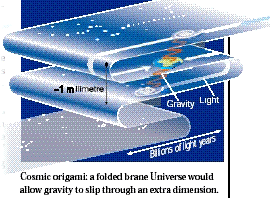 ~1 millimetre
Gravity Light
Billions of light years
Cosmic origami: a folded brane Universe would
allow gravity to slip through an extra dimension.